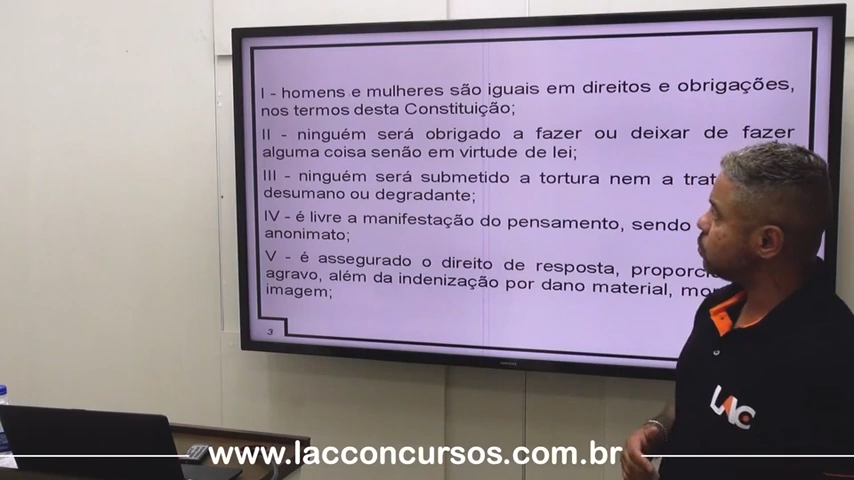 I - homens e mulheres são iguais em direitos e obrigações,
nos termos desta Constituição;
II - ninguém será obrigado a fazer ou deixar de fazer
alguma coisa senão em virtude de lei;
III - ninguém será submetido a tortura nem a
desumano ou degradante;
IV - é livre a manifestação do pensamento, sendo
anonimato;
V - é assegurado o direito de resposta,
agravo, além da indenização por dano material,
imagem;
3
LAC
www.lacconcursos.com.br